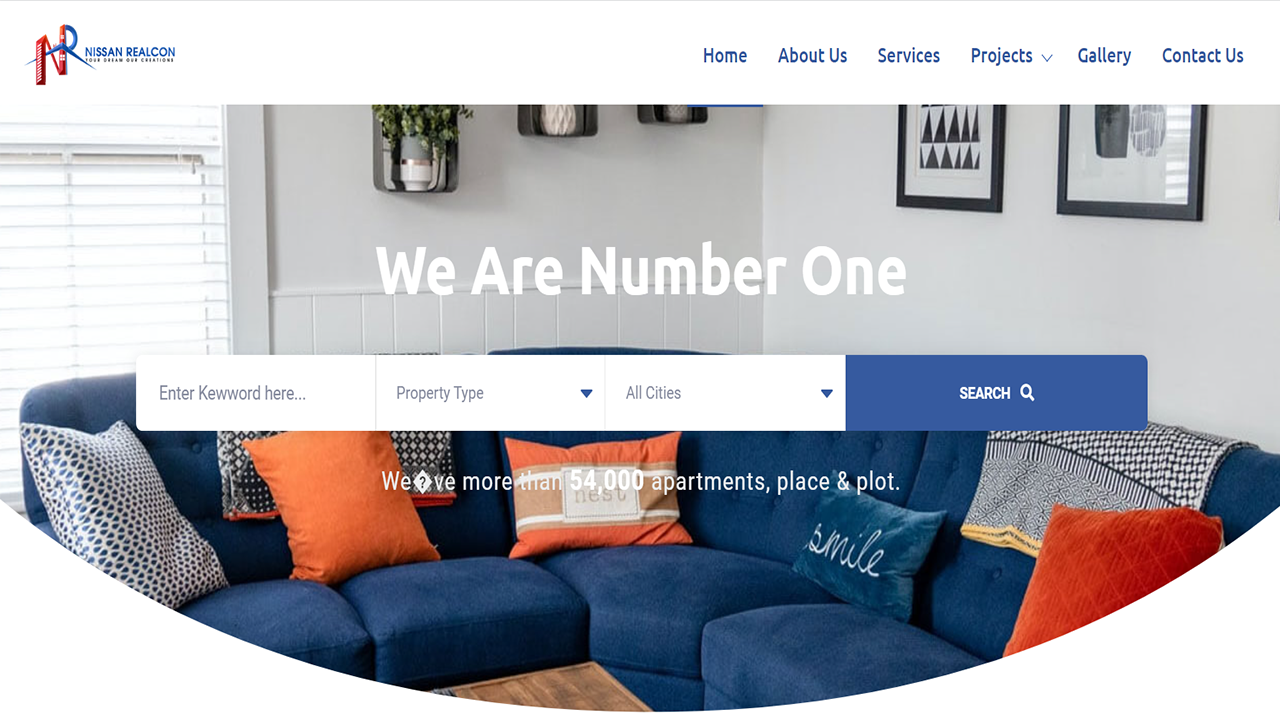 NISSAN REALCON
YOUR DREAM OUR CREATIONS
Home About Us Services Projects Gallery Contact Us
We Are Number One
Enter Kewword here... Property Type All Cities SEARCH
We�ve more than 54,000 apartments, place & plot.
nest
smile